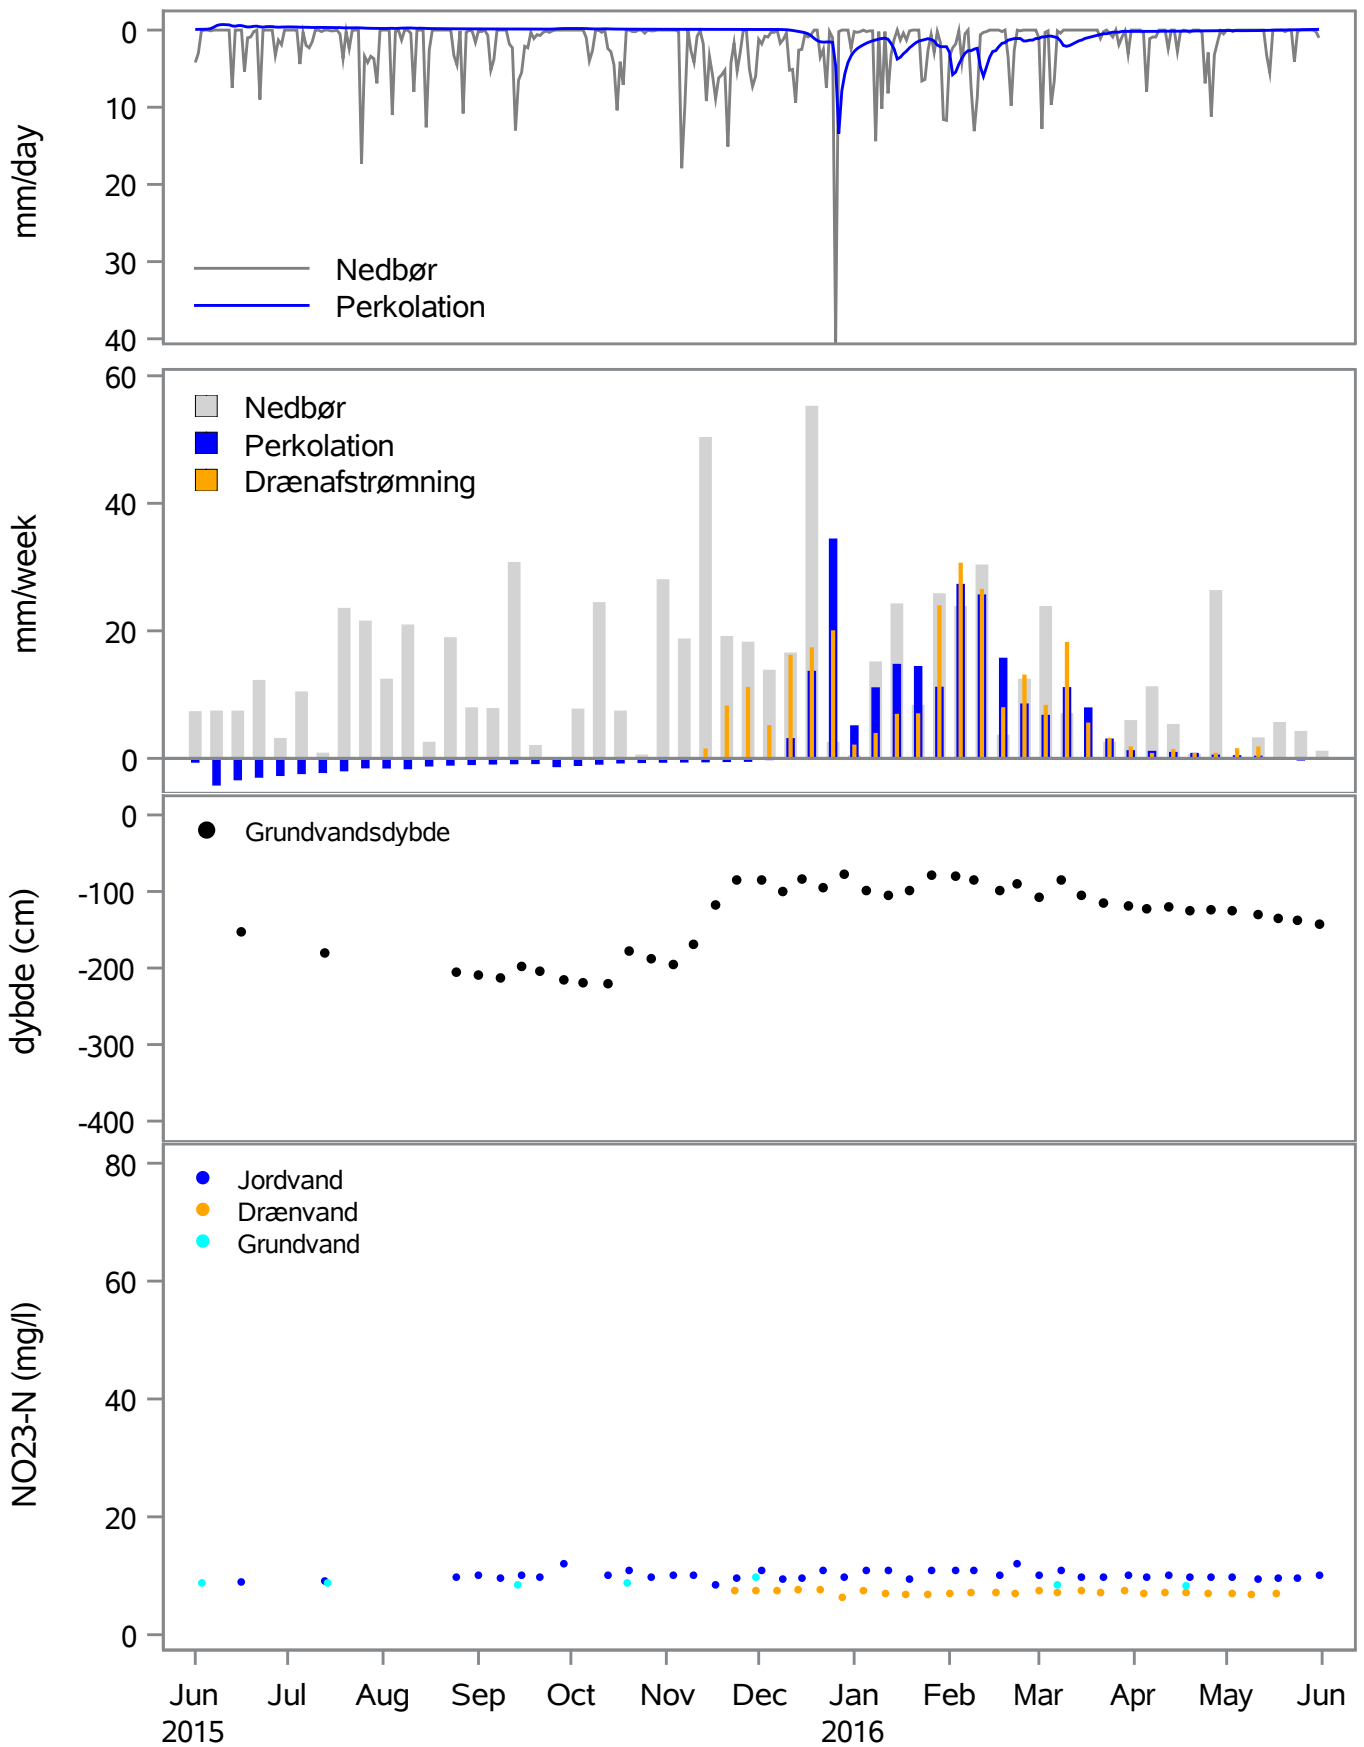 0
10
20
30
40
mm/day
Nedbør
Perkolation
60
40
20
0
mm/week
Nedbør
Perkolation
Drænafstrømning
0
-100
-200
-300
-400
dybde (cm)
Grundvandsdybde
80
60
40
20
0
NO23-N (mg/l)
Jordvand
Drænvand
Grundvand
Jun Jul Aug Sep Oct Nov Dec Jan Feb Mar Apr May Jun
2015 2016